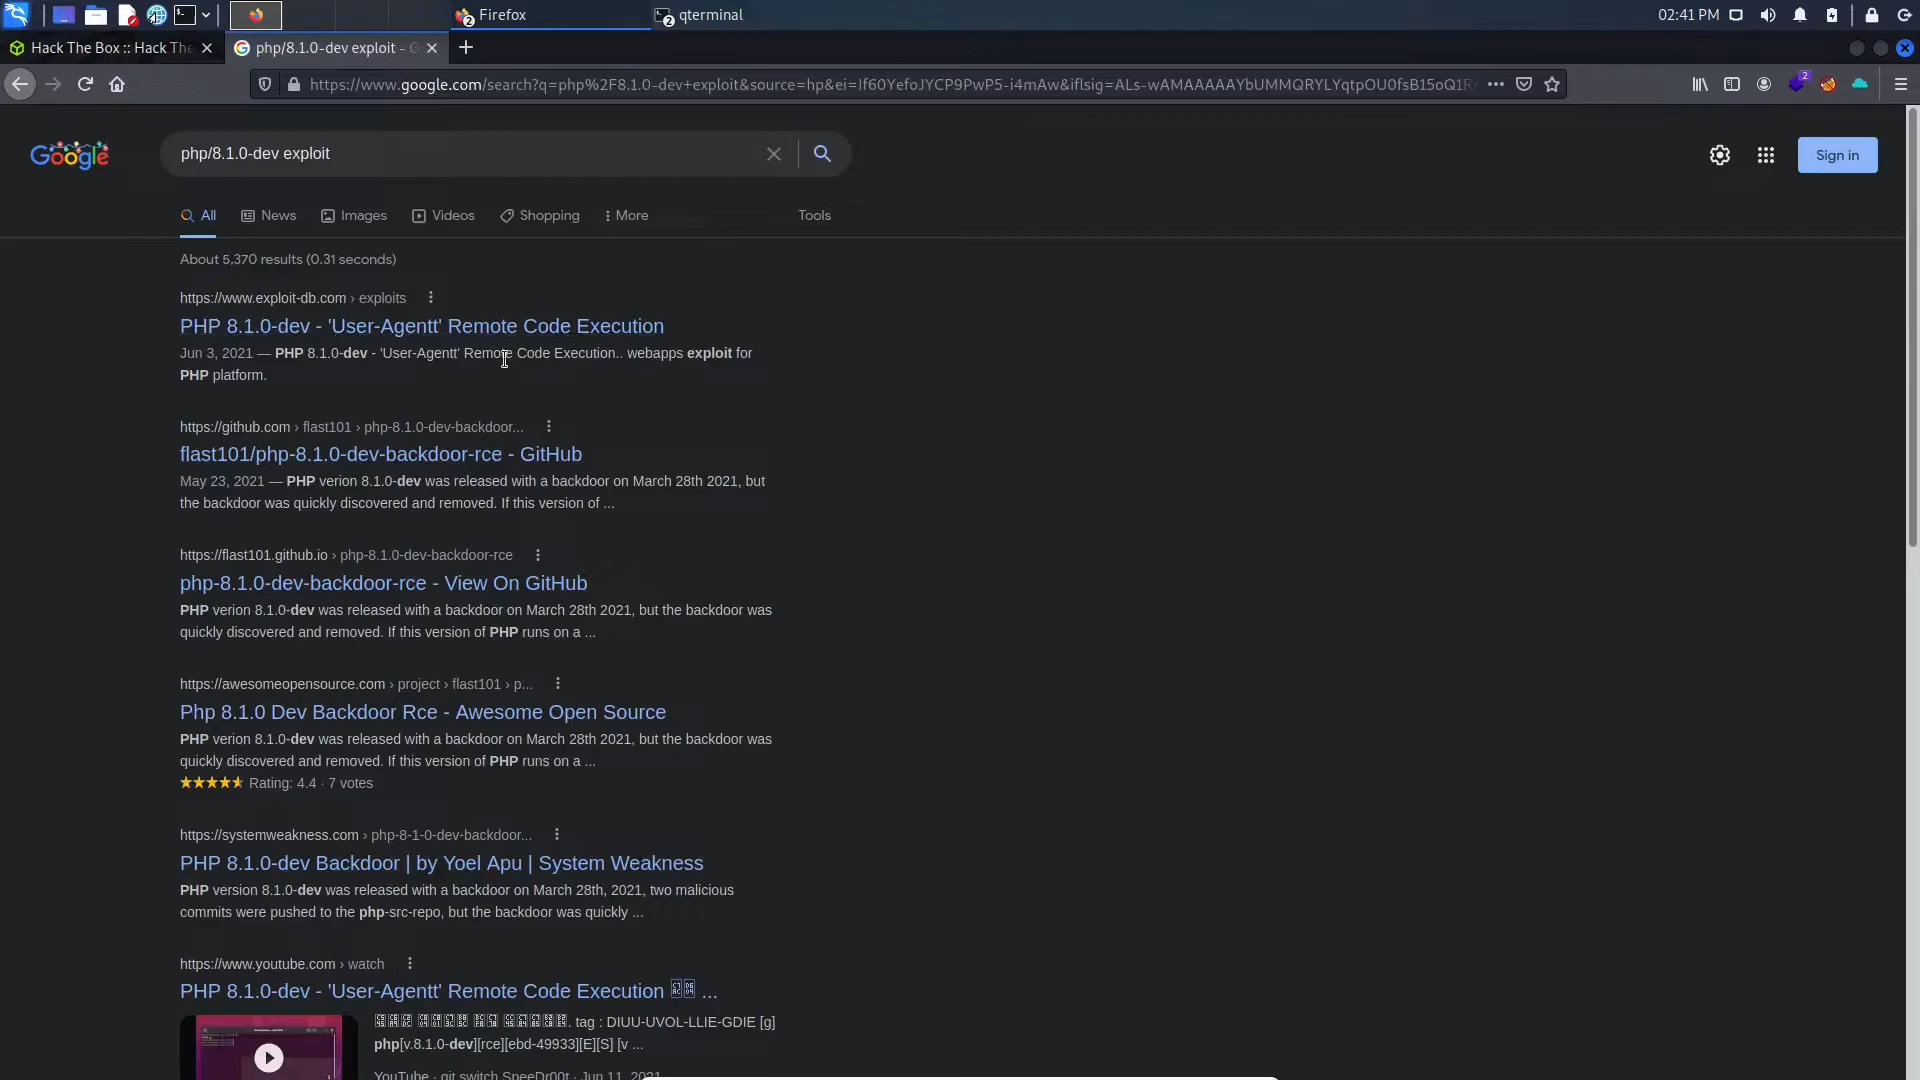 Firefox
2
qterminal
2
02:41 PM
Hack The Box :: Hack The
php/8.1.0-dev exploit - G
https://www.google.com/search?q=php%2F8.1.0-dev+exploit&source=hp&ei=If60YefoJYCP9PwP5-i4mAw&iflsig=ALs-wAMAAAAAYbUMMQRYLYqtpOU0fsB15oQ1R
2
Google
php/8.1.0-dev exploit
Sign in
All
News
Images
Videos
Shopping
More
Tools
About 5,370 results (0.31 seconds)
https://www.exploit-db.com › exploits
PHP 8.1.0-dev - 'User-Agentt' Remote Code Execution
Jun 3, 2021 — PHP 8.1.0-dev - 'User-Agentt' Remote Code Execution.. webapps exploit for
PHP platform.
https://github.com › flast101 › php-8.1.0-dev-backdoor...
flast101/php-8.1.0-dev-backdoor-rce - GitHub
May 23, 2021 — PHP verion 8.1.0-dev was released with a backdoor on March 28th 2021, but
the backdoor was quickly discovered and removed. If this version of ...
https://flast101.github.io › php-8.1.0-dev-backdoor-rce
php-8.1.0-dev-backdoor-rce - View On GitHub
PHP verion 8.1.0-dev was released with a backdoor on March 28th 2021, but the backdoor was
quickly discovered and removed. If this version of PHP runs on a ...
https://awesomeopensource.com › project › flast101 › p...
Php 8.1.0 Dev Backdoor Rce - Awesome Open Source
PHP verion 8.1.0-dev was released with a backdoor on March 28th 2021, but the backdoor was
quickly discovered and removed. If this version of PHP runs on a ...
Rating: 4.4 · 7 votes
https://systemweakness.com › php-8-1-0-dev-backdoor...
PHP 8.1.0-dev Backdoor | by Yoel Apu | System Weakness
PHP version 8.1.0-dev was released with a backdoor on March 28th, 2021, two malicious
commits were pushed to the php-src-repo, but the backdoor was quickly ...
https://www.youtube.com › watch
PHP 8.1.0-dev - 'User-Agentt' Remote Code Execution ...
. tag : DIUU-UVOL-LLIE-GDIE [g]
php[v.8.1.0-dev][rce][ebd-49933][E][S] [v ...
YouTube · git switch SpeeDr00t · Jun 11, 2021